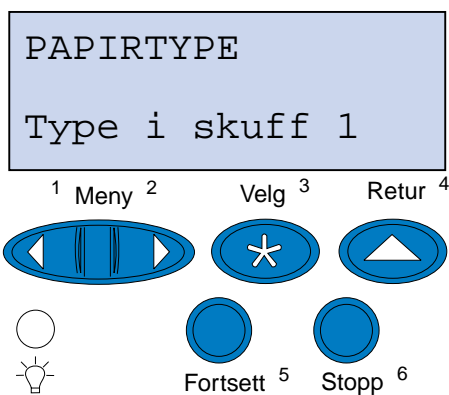 PAPIRTYPE
Type i skuff 1
1 Meny 2 Velg 3 Retur 4
Fortsett 5 Stopp 6